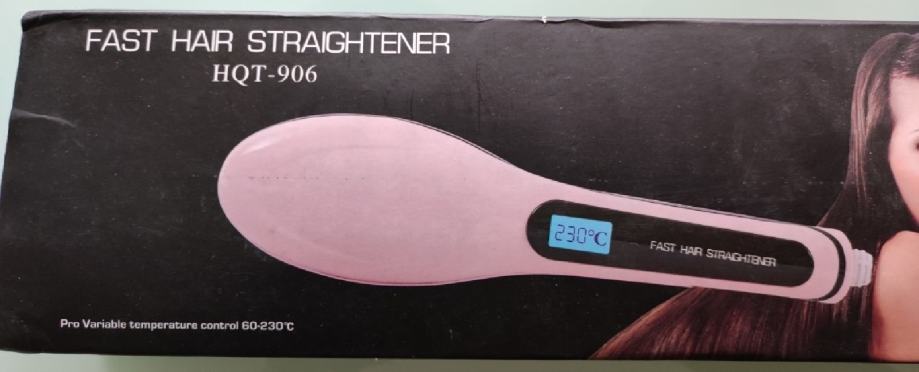 FAST HAIR STRAIGHTENER
HQT-906
230°C
FAST HAIR STRAIGHTENER
Pro Variable temperature control 60-230°C